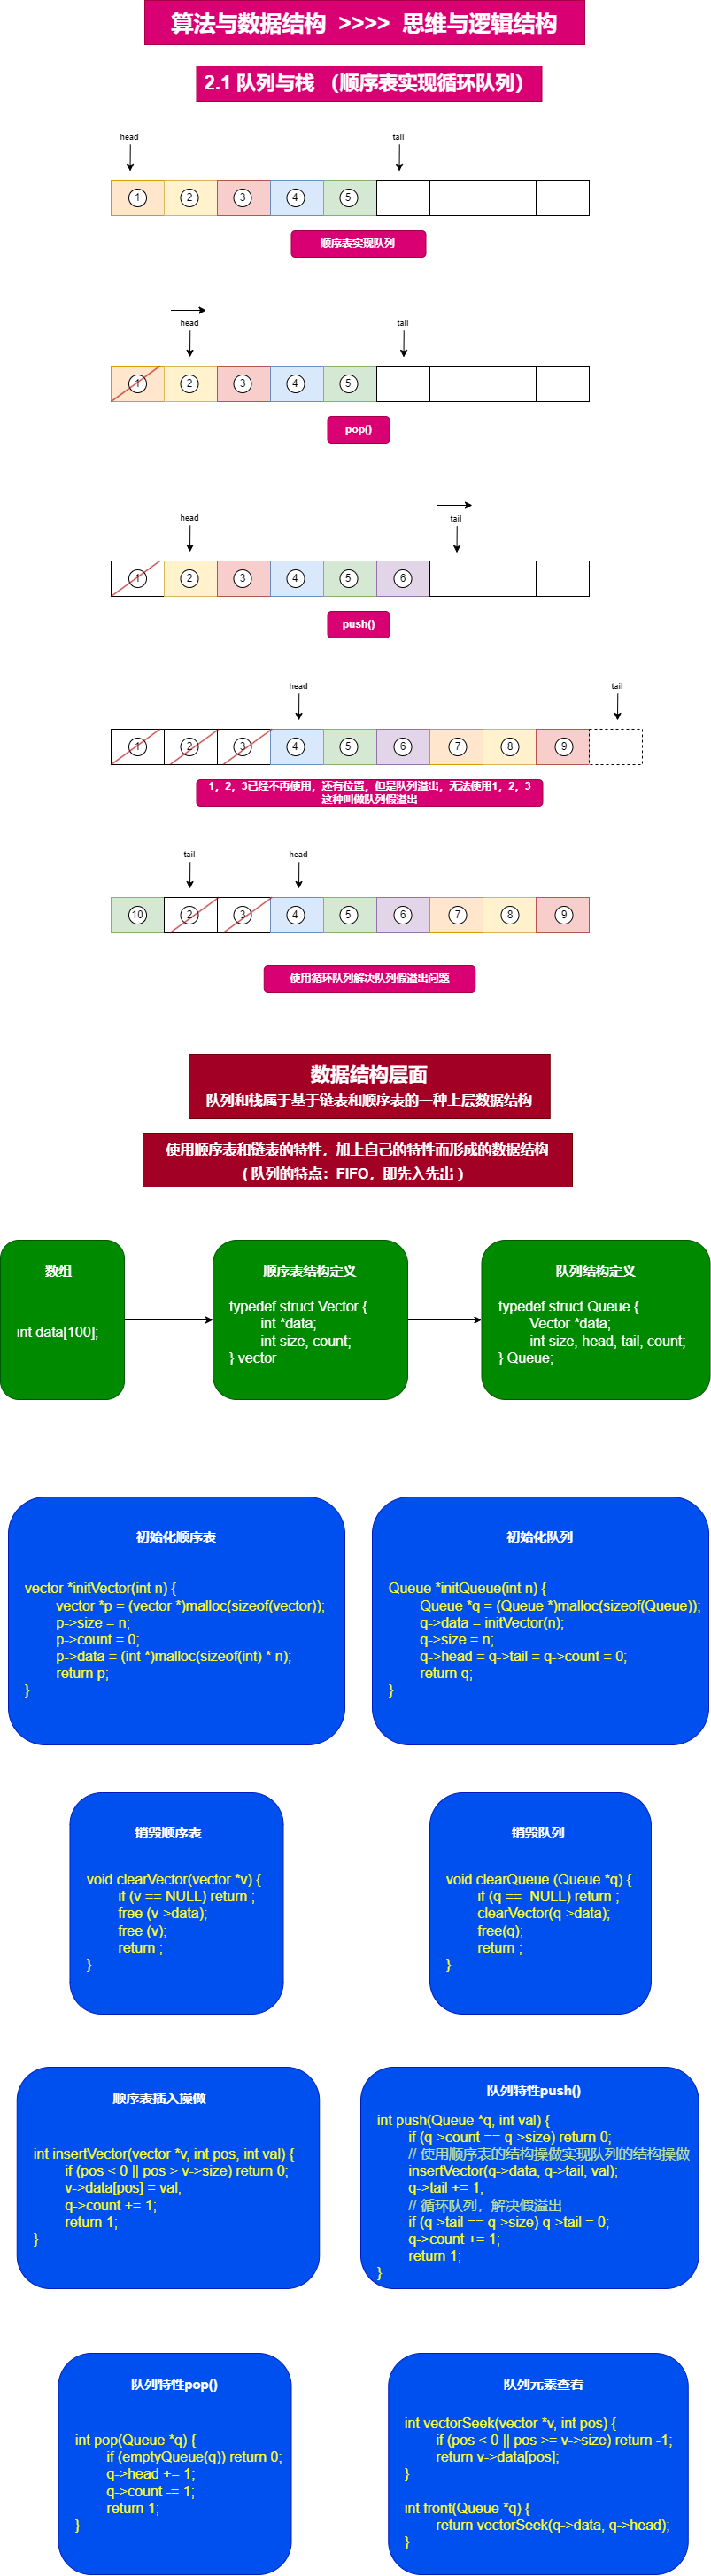 算法与数据结构 >>>> 思维与逻辑结构
2.1 队列与栈 （顺序表实现循环队列）
head tail
1 2 3 4 5
顺序表实现队列
head tail
1 2 3 4 5
pop()
head tail
1 2 3 4 5 6
push()
head tail
1 2 3 4 5 6 7 8 9
1，2，3已经不再使用，还有位置，但是队列溢出，无法使用1，2，3
这种叫做队列假溢出
tail head
10 2 3 4 5 6 7 8 9
使用循环队列解决队列假溢出问题
数据结构层面
队列和栈属于基于链表和顺序表的一种上层数据结构
使用顺序表和链表的特性，加上自己的特性而形成的数据结构
( 队列的特点：FIFO，即先入先出 )
数组
int data[100];
顺序表结构定义
typedef struct Vector {
int *data;
int size, count;
} vector
队列结构定义
typedef struct Queue {
Vector *data;
int size, head, tail, count;
} Queue;
初始化顺序表
vector *initVector(int n) {
vector *p = (vector *)malloc(sizeof(vector));
p->size = n;
p->count = 0;
p->data = (int *)malloc(sizeof(int) * n);
return p;
}
初始化队列
Queue *initQueue(int n) {
Queue *q = (Queue *)malloc(sizeof(Queue));
q->data = initVector(n);
q->size = n;
q->head = q->tail = q->count = 0;
return q;
}
销毁顺序表
void clearVector(vector *v) {
if (v == NULL) return ;
free (v->data);
free (v);
return ;
}
销毁队列
void clearQueue (Queue *q) {
if (q == NULL) return ;
clearVector(q->data);
free(q);
return ;
}
顺序表插入操做
int insertVector(vector *v, int pos, int val) {
if (pos < 0 || pos > v->size) return 0;
v->data[pos] = val;
q->count += 1;
return 1;
}
队列特性push()
int push(Queue *q, int val) {
if (q->count == q->size) return 0;
// 使用顺序表的结构操做实现队列的结构操做
insertVector(q->data, q->tail, val);
q->tail += 1;
// 循环队列，解决假溢出
if (q->tail == q->size) q->tail = 0;
q->count += 1;
return 1;
}
队列特性pop()
int pop(Queue *q) {
if (emptyQueue(q)) return 0;
q->head += 1;
q->count -= 1;
return 1;
}
队列元素查看
int vectorSeek(vector *v, int pos) {
if (pos < 0 || pos >= v->size) return -1;
return v->data[pos];
}
int front(Queue *q) {
return vectorSeek(q->data, q->head);
}